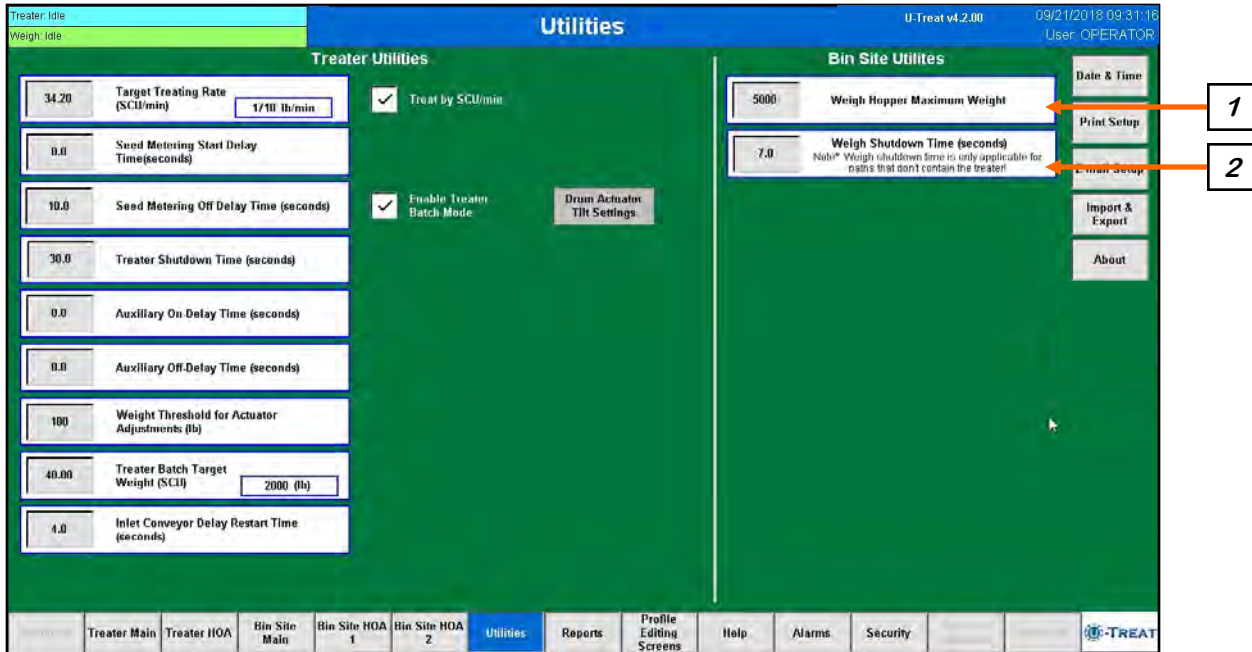 Treater: Idle
Weigh: Idle
Utilities
U-Treat v4.2.00
09/21/2018 09:31:16
User: OPERATOR
Treater Utilities
34.20
Target Treating Rate
(SCU/min)
1710 lb/min
Treat by SCU/min
0.0
Seed Metering Start Delay
Time(seconds)
10.0
Seed Metering Off Delay Time (seconds)
Enable Treater
Batch Mode
Drum Actuator
Tilt Settings
30.0
Treater Shutdown Time (seconds)
0.0
Auxiliary On-Delay Time (seconds)
0.0
Auxiliary Off-Delay Time (seconds)
100
Weight Threshold for Actuator
Adjustments (lb)
40.00
Treater Batch Target
Weight (SCU)
2000 (lb)
4.0
Inlet Conveyor Delay Restart Time
(seconds)
Bin Site Utilites
5000
Weigh Hopper Maximum Weight
7.0
Weigh Shutdown Time (seconds)
Note* Weigh shutdown time is only applicable for
paths that don't contain the treater!
Date & Time
Print Setup
E-mail Setup
Import &
Export
About
1
2
Treater Main
Treater HOA
Bin Site
Main
Bin Site HOA
1
Bin Site HOA
2
Utilities
Reports
Profile
Editing
Screens
Help
Alarms
Security
U-TREAT